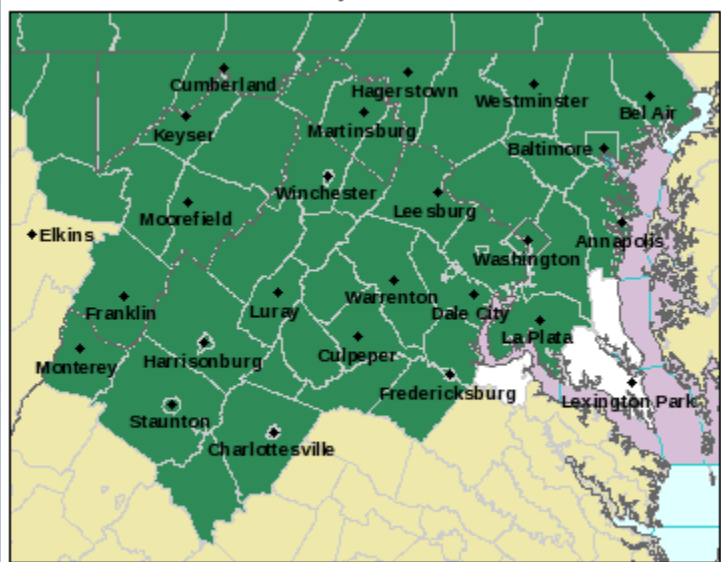 Cumberland
Hagerstown
Westminster
Bel Air
Keyser
Martinsburg
Baltimore
Winchester
Leesburg
Moorefield
Annapolis
Elkins
Washington
Franklin
Luray
Warrenton
Dale City
La Plata
Monterey
Harrisonburg
Culpeper
Fredericksburg
Lexington Park
Staunton
Charlottesville